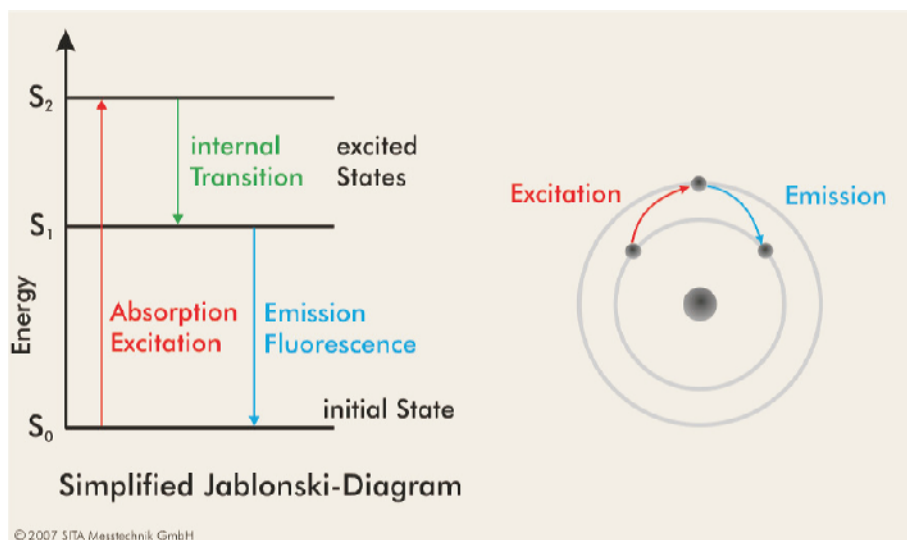 S2
internal
Transition
excited
States
S1
Energy
Absorption
Excitation
Emission
Fluorescence
initial State
S0
Simplified Jablonski-Diagram
Excitation
Emission
© 2007 SITA Messtechnik GmbH